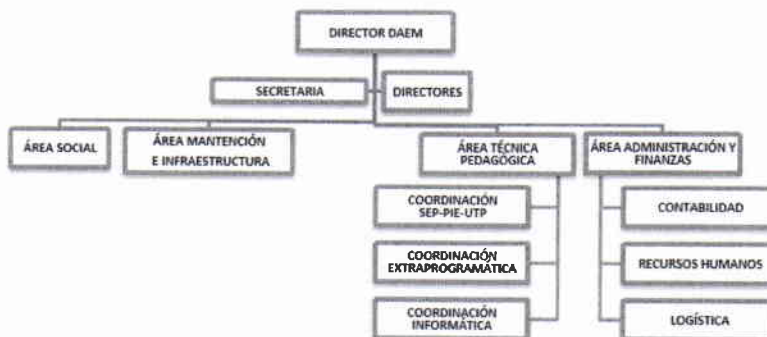 DIRECTOR DAEM
SECRETARIA
DIRECTORES
ÁREA SOCIAL
ÁREA MANTENCIÓN
E INFRAESTRUCTURA
ÁREA TÉCNICA
PEDAGÓGICA
ÁREA ADMINISTRACIÓN Y
FINANZAS
COORDINACIÓN
SEP-PIE-UTP
CONTABILIDAD
COORDINACIÓN
EXTRAPROGRAMÁTICA
RECURSOS HUMANOS
COORDINACIÓN
INFORMÁTICA
LOGÍSTICA